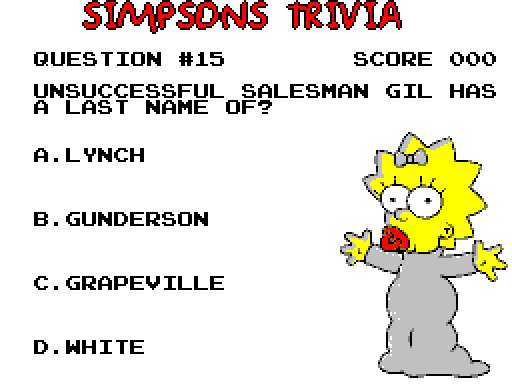 SIMPSONS TRIVIA
QUESTION #15 SCORE 000
UNSUCCESSFUL SALESMAN GIL HAS
A LAST NAME OF?
A.LYNCH
B.GUNDERSON
C.GRAPEVILLE
D.WHITE